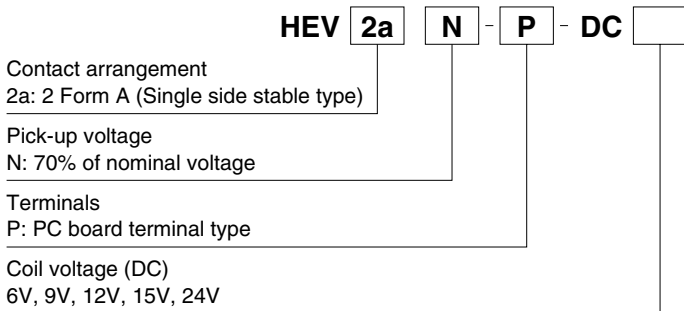 HEV 2a N - P - DC
Contact arrangement
2a: 2 Form A (Single side stable type)
Pick-up voltage
N: 70% of nominal voltage
Terminals
P: PC board terminal type
Coil voltage (DC)
6V, 9V, 12V, 15V, 24V